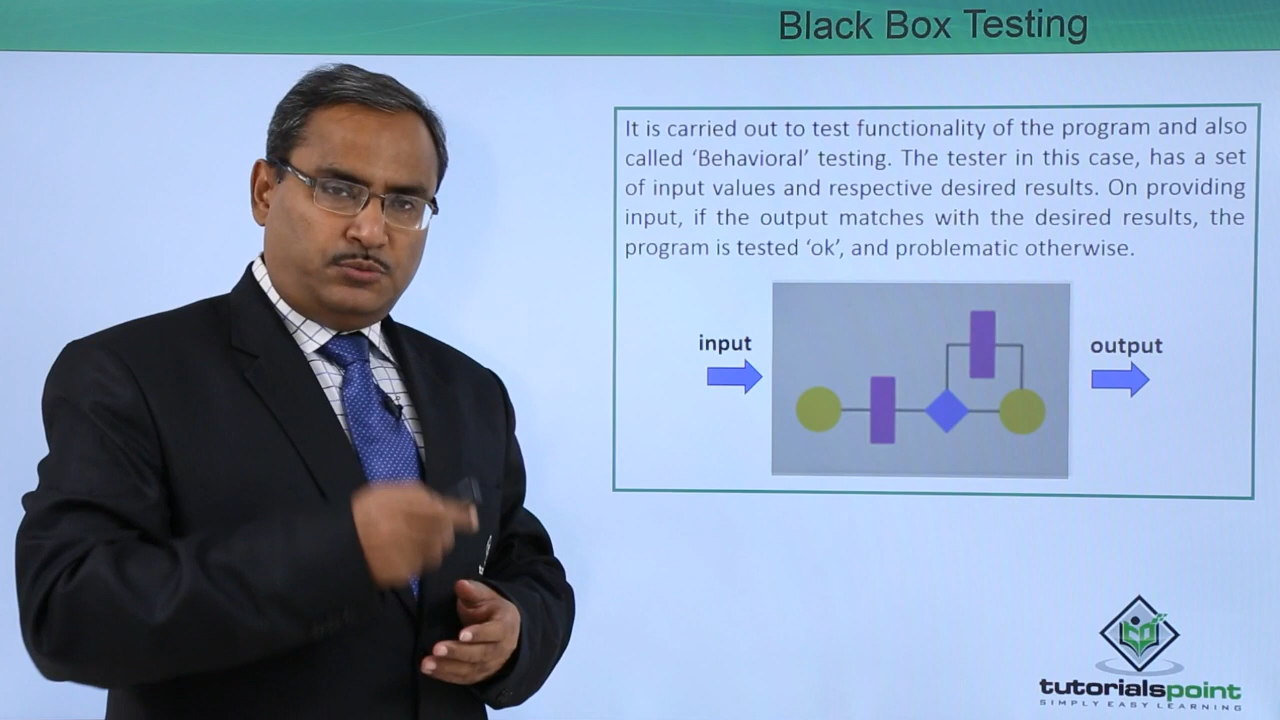 Black Box Testing
It is carried out to test functionality of the program and also
called ‘Behavioral’ testing. The tester in this case, has a set
of input values and respective desired results. On providing
input, if the output matches with the desired results, the
program is tested ‘ok’, and problematic otherwise.
input
output
tutorialspoint
SIMPLY EASY LEARNING